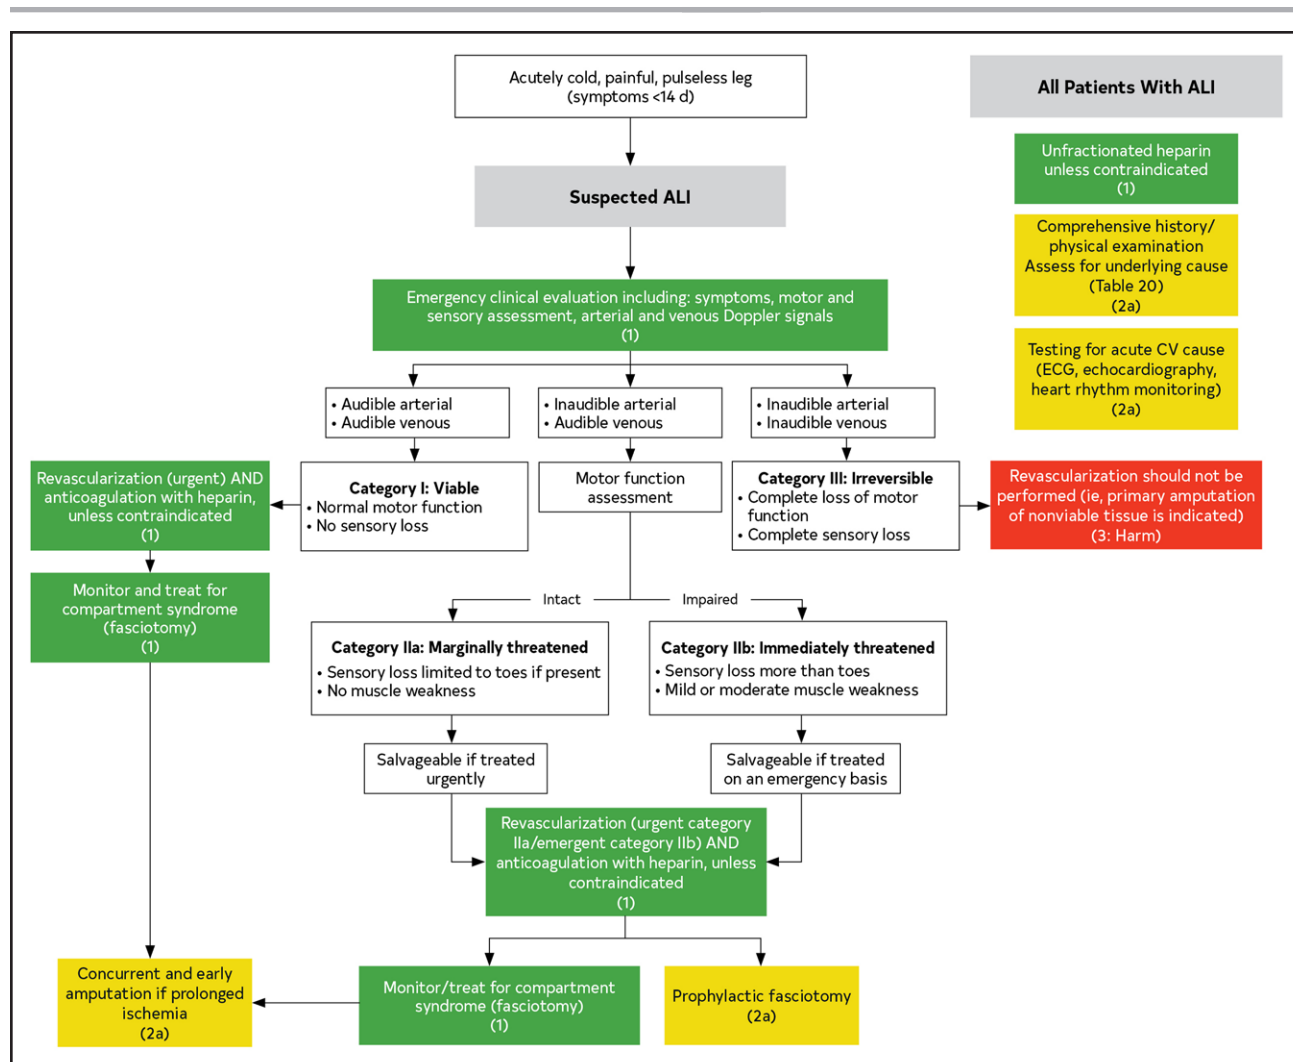 Acutely cold, painful, pulseless leg
(symptoms <14 d)
All Patients With ALI
Unfractionated heparin
unless contraindicated
(1)
Suspected ALI
Comprehensive history/
physical examination
Assess for underlying cause
(Table 20)
(2a)
Emergency clinical evaluation including: symptoms, motor and
sensory assessment, arterial and venous Doppler signals
(1)
Testing for acute CV cause
(ECG, echocardiography,
heart rhythm monitoring)
(2a)
• Audible arterial
• Audible venous
• Inaudible arterial
• Audible venous
• Inaudible arterial
• Inaudible venous
Revascularization (urgent) AND
anticoagulation with heparin,
unless contraindicated
(1)
Category I: Viable
• Normal motor function
• No sensory loss
Motor function
assessment
Category III: Irreversible
• Complete loss of motor
function
• Complete sensory loss
Revascularization should not be
performed (ie, primary amputation
of nonviable tissue is indicated)
(3: Harm)
Monitor and treat for
compartment syndrome
(fasciotomy)
(1)
Intact
Impaired
Category IIa: Marginally threatened
• Sensory loss limited to toes if present
• No muscle weakness
Category IIb: Immediately threatened
• Sensory loss more than toes
• Mild or moderate muscle weakness
Salvageable if treated
urgently
Salvageable if treated
on an emergency basis
Revascularization (urgent category
IIa/emergent category IIb) AND
anticoagulation with heparin, unless
contraindicated
(1)
Concurrent and early
amputation if prolonged
ischemia
(2a)
Monitor/treat for compartment
syndrome (fasciotomy)
(1)
Prophylactic fasciotomy
(2a)